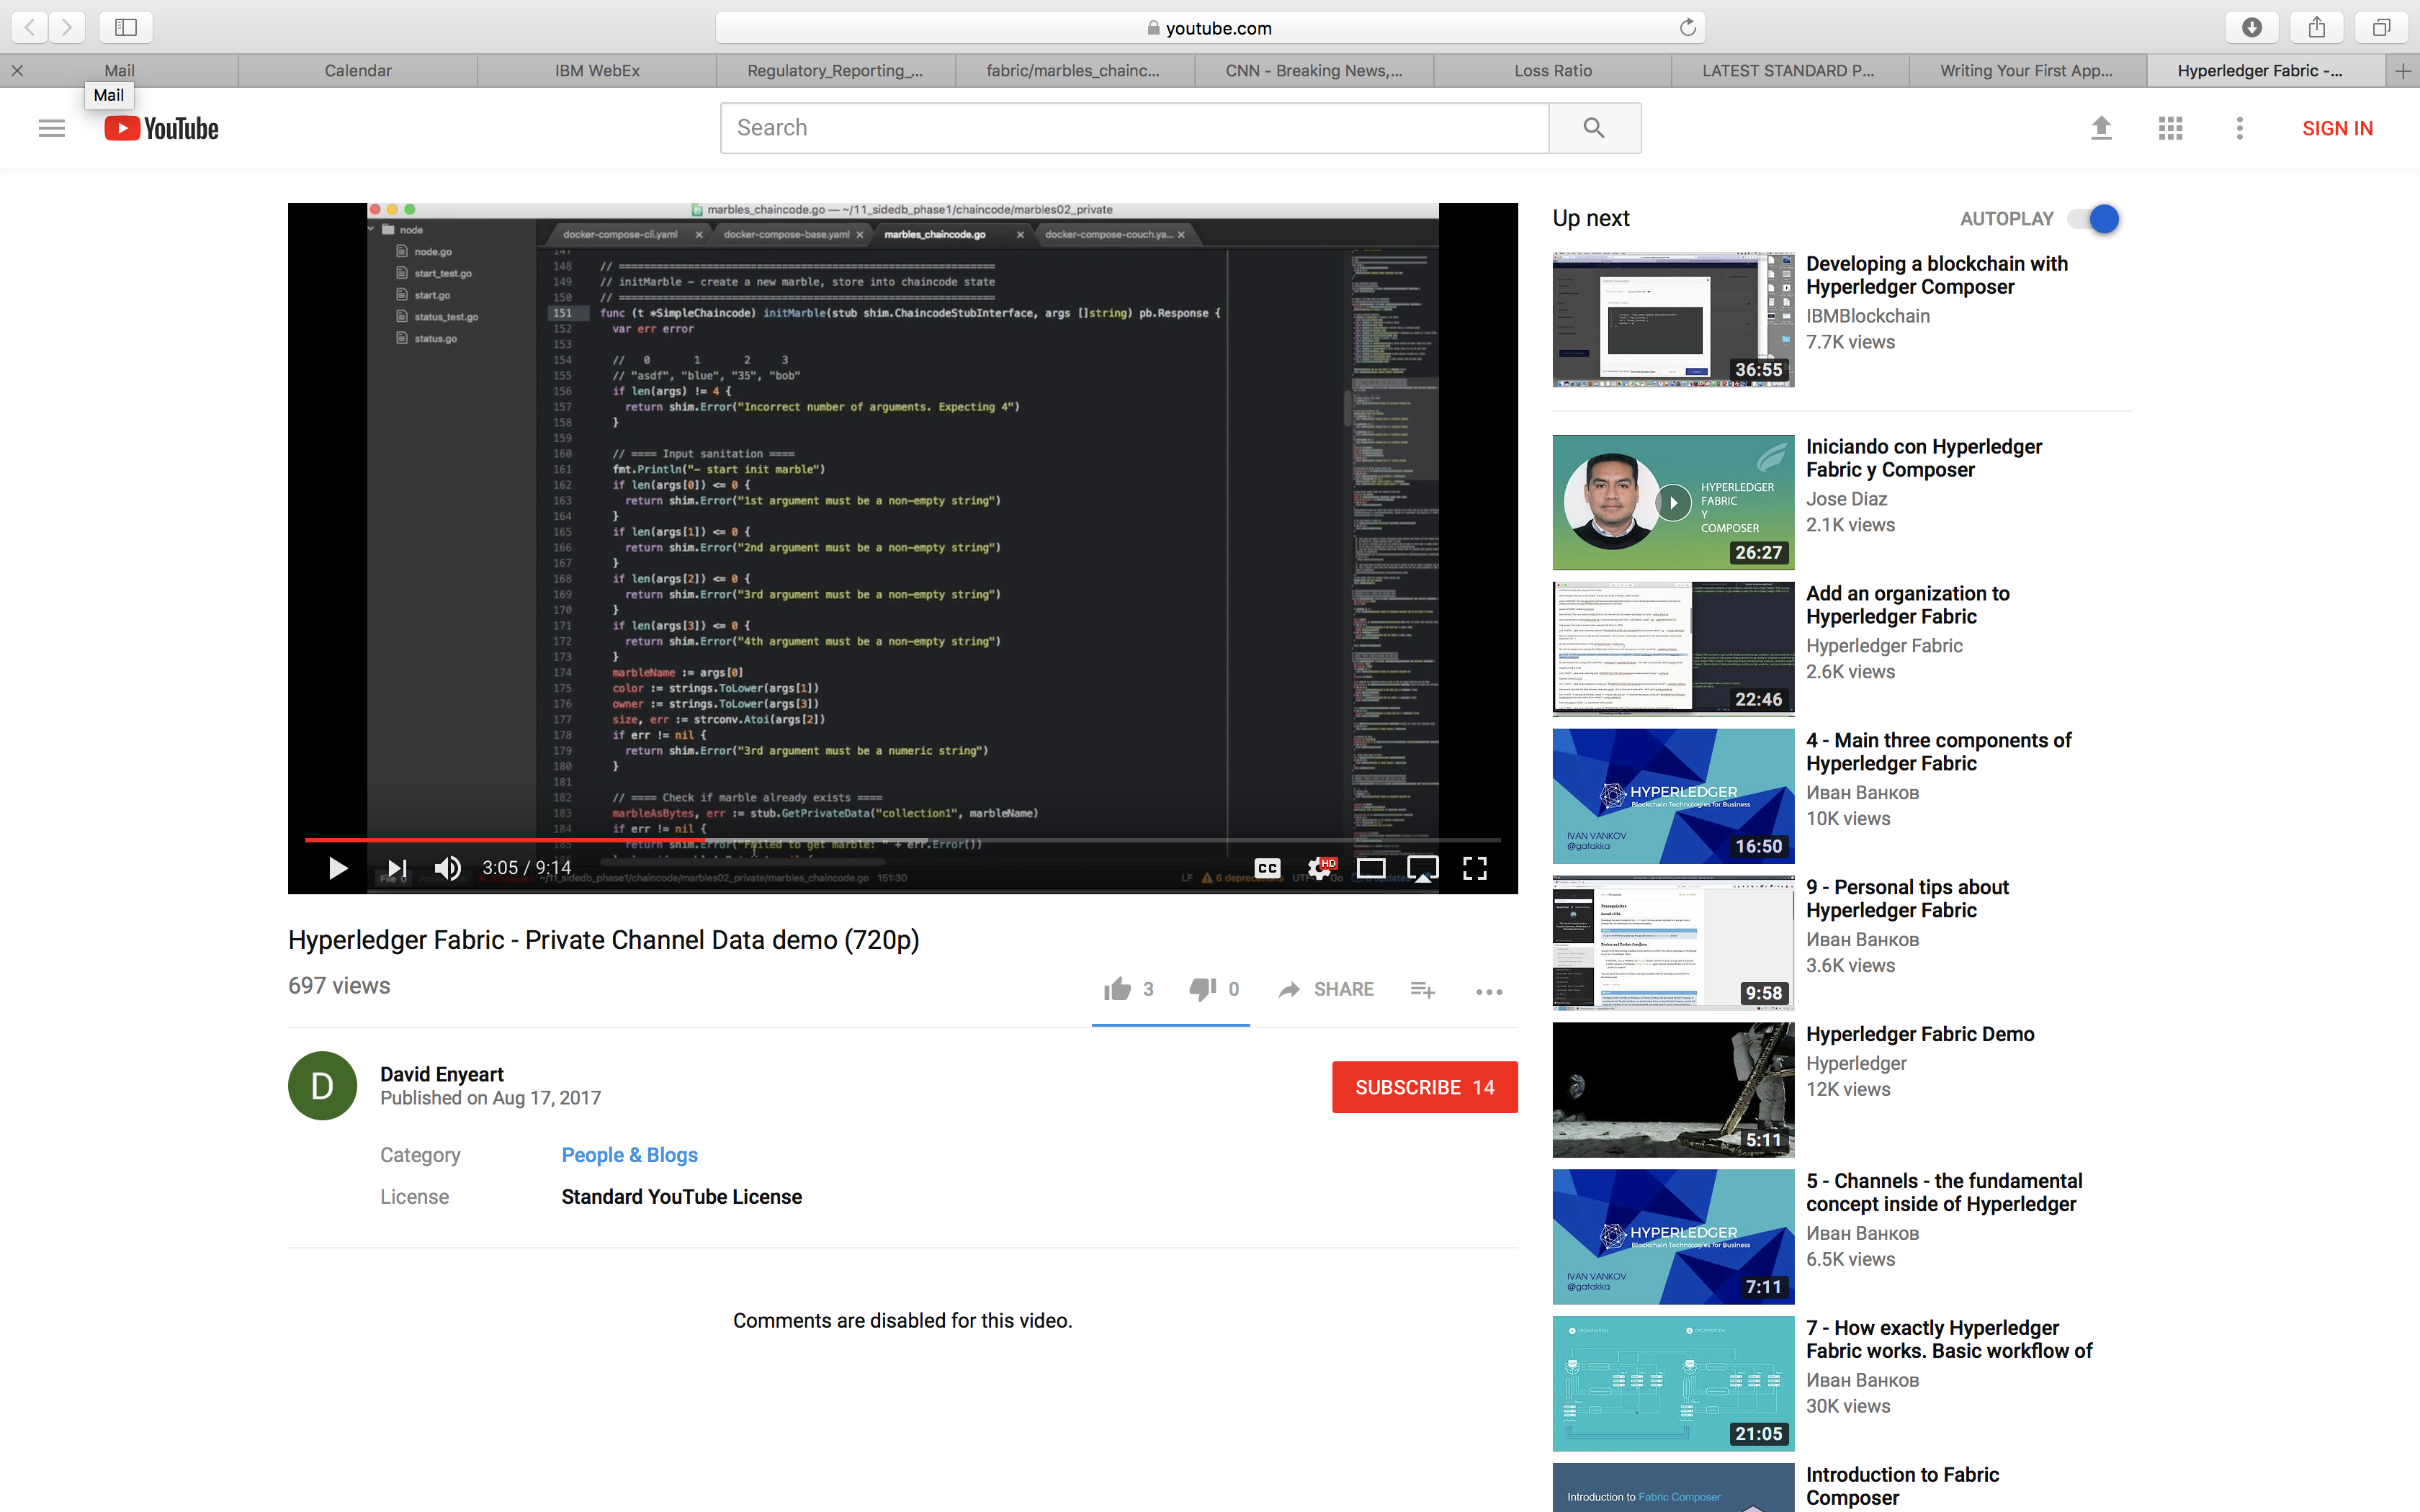 youtube.com
Mail
Calendar
IBM WebEx
Regulatory_Reporting_...
fabric/marbles_chainc...
CNN - Breaking News,...
Loss Ratio
LATEST STANDARD P...
Writing Your First App...
Hyperledger Fabric -...
Mail
YouTube
Search
SIGN IN
marbles_chaincode.go — ~/11_sidedb_phase1/chaincode/marbles02_private
node
node.go
start_test.go
start.go
status_test.go
status.go
docker-compose-cli.yaml
docker-compose-base.yaml
marbles_chaincode.go
docker-compose-couch.ya...
147
148 // ============================================================
149 // initMarble - create a new marble, store into chaincode state
150 // ============================================================
151 func (t *SimpleChaincode) initMarble(stub shim.ChaincodeStubInterface, args []string) pb.Response {
152 var err error
153
154 // 0 1 2 3
155 // "asdf", "blue", "35", "bob"
156 if len(args) != 4 {
157 return shim.Error("Incorrect number of arguments. Expecting 4")
158 }
159
160 // ==== Input sanitation ====
161 fmt.Println("- start init marble")
162 if len(args[0]) <= 0 {
163 return shim.Error("1st argument must be a non-empty string")
164 }
165 if len(args[1]) <= 0 {
166 return shim.Error("2nd argument must be a non-empty string")
167 }
168 if len(args[2]) <= 0 {
169 return shim.Error("3rd argument must be a non-empty string")
170 }
171 if len(args[3]) <= 0 {
172 return shim.Error("4th argument must be a non-empty string")
173 }
174 marbleName := args[0]
175 color := strings.ToLower(args[1])
176 owner := strings.ToLower(args[3])
177 size, err := strconv.Atoi(args[2])
178 if err != nil {
179 return shim.Error("3rd argument must be a numeric string")
180 }
181
182 // ==== Check if marble already exists ====
183 marbleAsBytes, err := stub.GetPrivateData("collection1", marbleName)
184 if err != nil {
185 return shim.Error("Failed to get marble: " + err.Error())
3:05 / 9:14
CC
HD
File 0
~/11_sidedb_phase1/chaincode/marbles02_private/marbles_chaincode.go 151:30
LF
Go
Hyperledger Fabric - Private Channel Data demo (720p)
697 views
3
0
SHARE
D
David Enyeart
Published on Aug 17, 2017
SUBSCRIBE 14
Category
People & Blogs
License
Standard YouTube License
Comments are disabled for this video.
Up next
AUTOPLAY
36:55
Developing a blockchain with
Hyperledger Composer
IBMBlockchain
7.7K views
HYPERLEDGER
FABRIC
Y
COMPOSER
26:27
Iniciando con Hyperledger
Fabric y Composer
Jose Diaz
2.1K views
22:46
Add an organization to
Hyperledger Fabric
Hyperledger Fabric
2.6K views
HYPERLEDGER
Blockchain Technologies for Business
IVAN VANKOV
@gatakka
16:50
4 - Main three components of
Hyperledger Fabric
Иван Ванков
10K views
9:58
9 - Personal tips about
Hyperledger Fabric
Иван Ванков
3.6K views
5:11
Hyperledger Fabric Demo
Hyperledger
12K views
HYPERLEDGER
Blockchain Technologies for Business
IVAN VANKOV
@gatakka
7:11
5 - Channels - the fundamental
concept inside of Hyperledger
Иван Ванков
6.5K views
21:05
7 - How exactly Hyperledger
Fabric works. Basic workflow of
Иван Ванков
30K views
Introduction to Fabric Composer
Introduction to Fabric
Composer